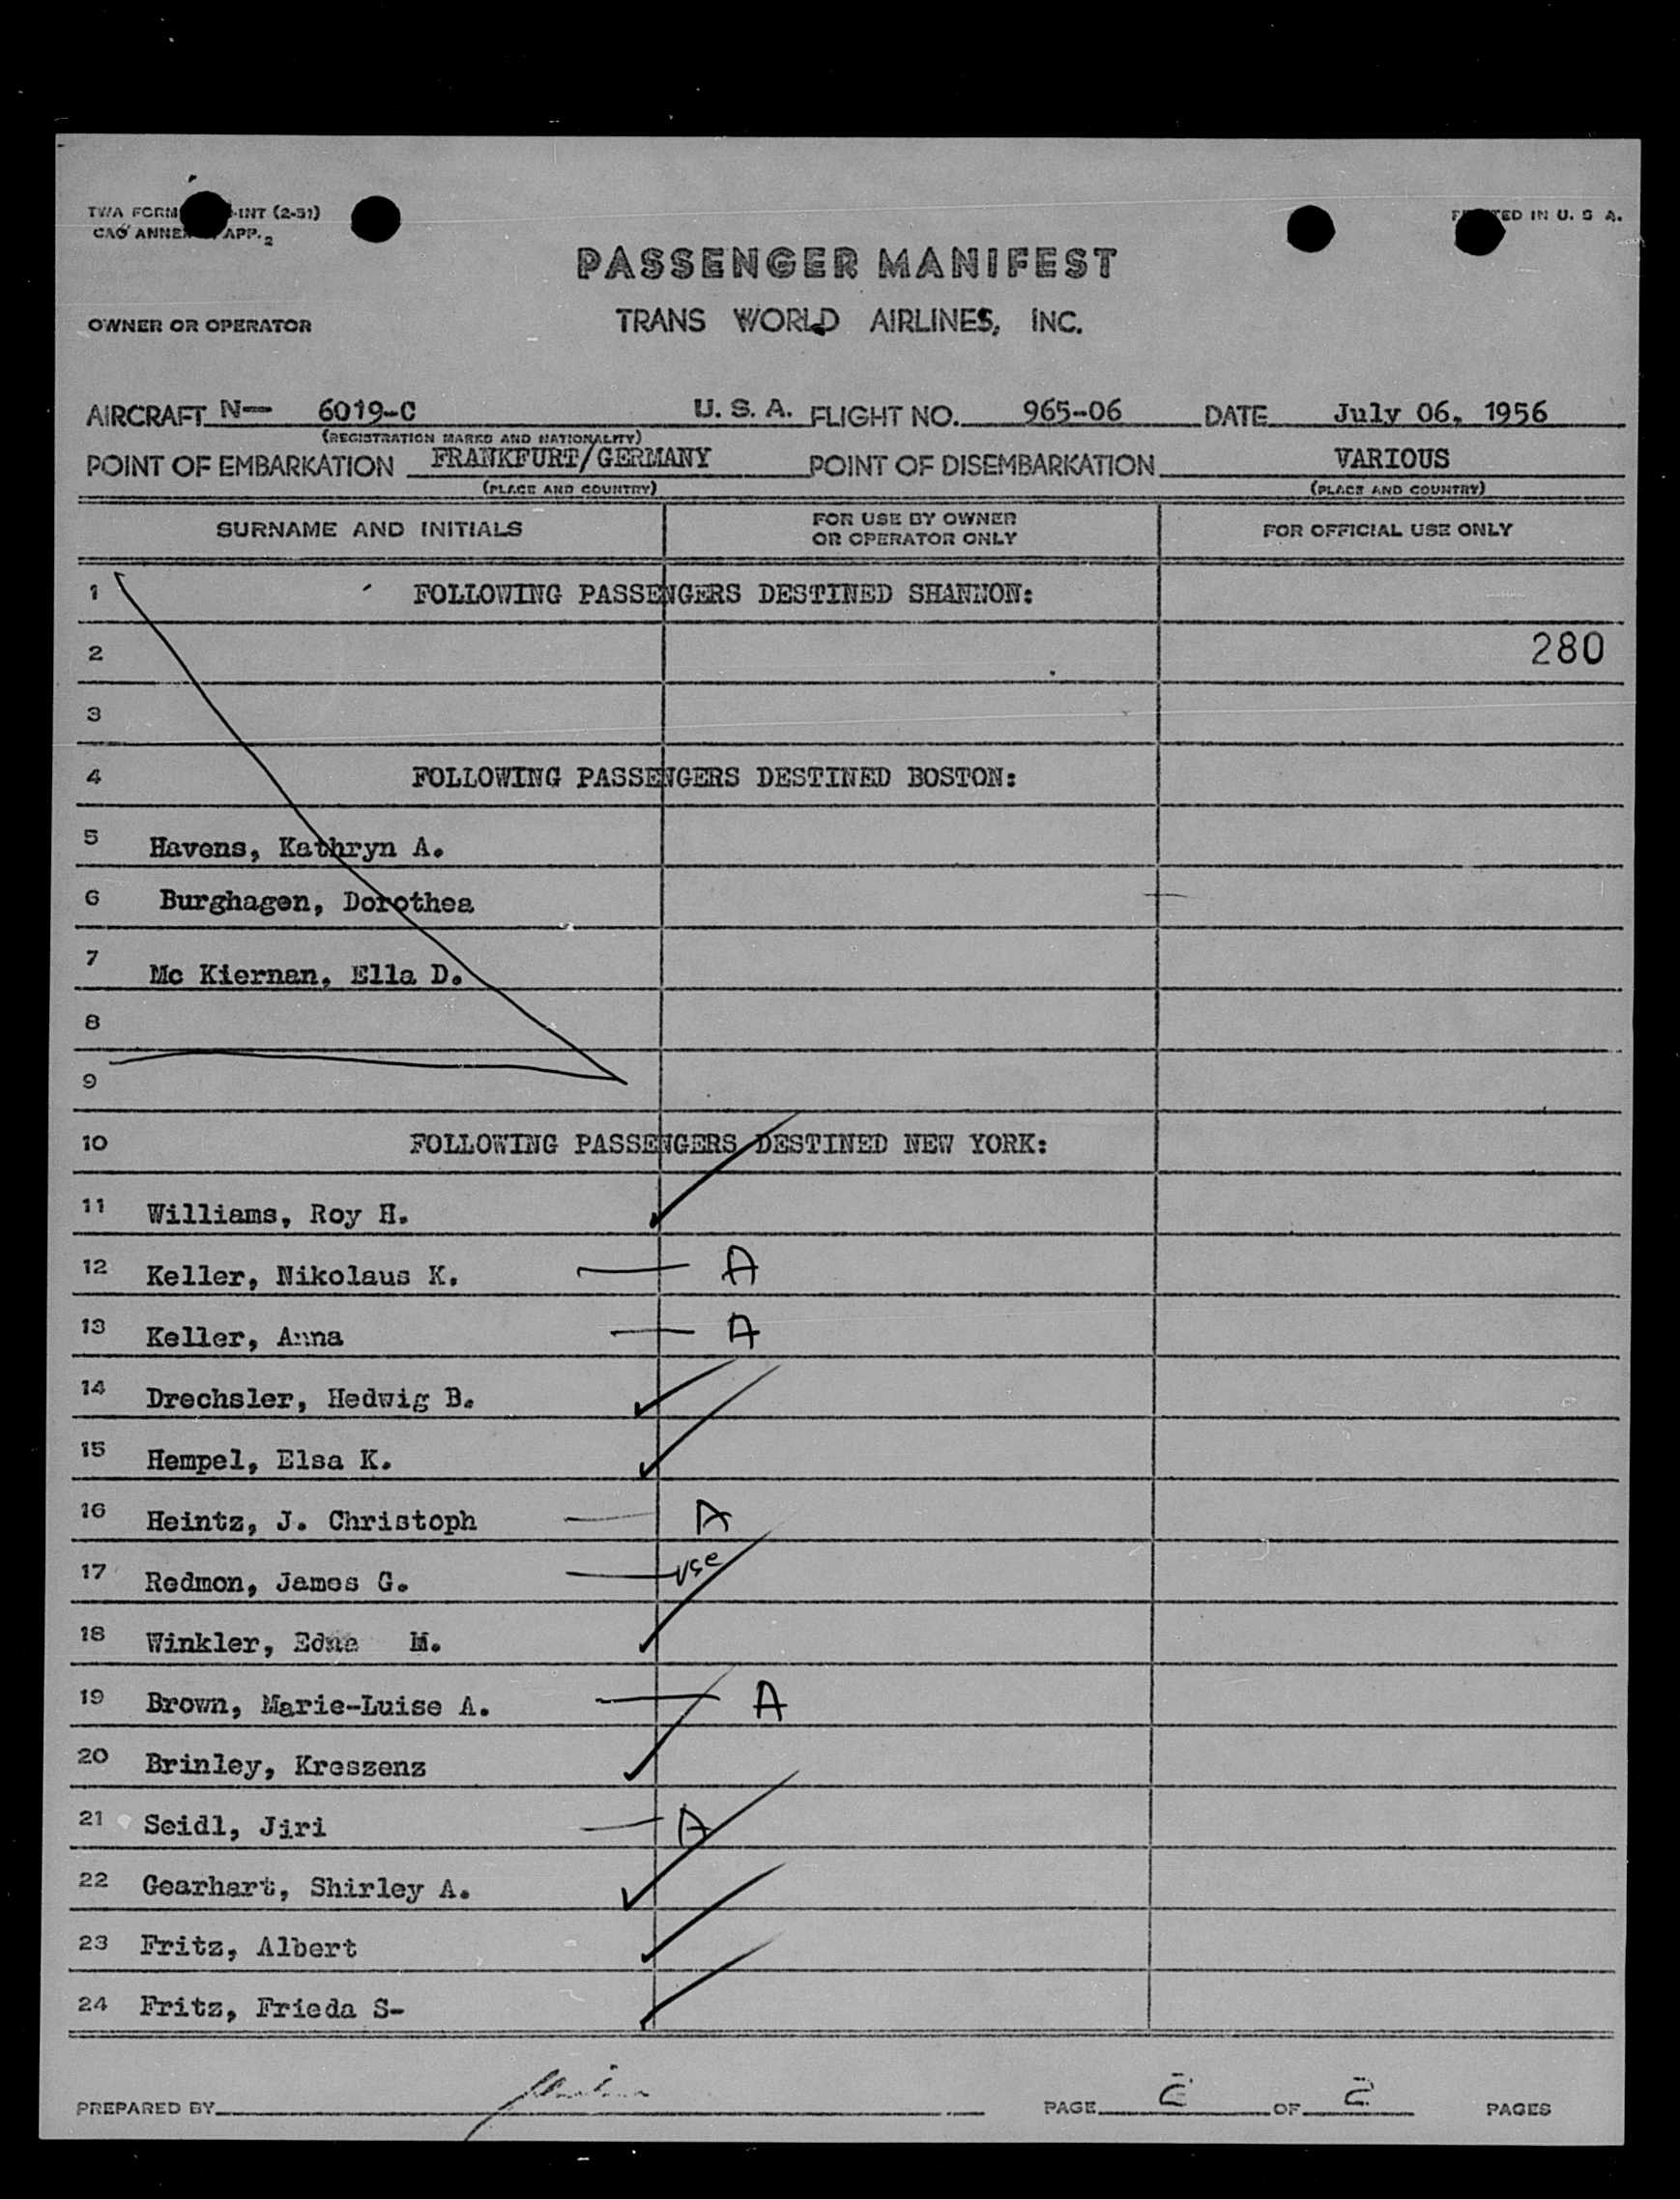 TWA FORM -INT (2-51)
CAO ANNEX APP. 2
PRINTED IN U. S A.
PASSENGER MANIFEST
OWNER OR OPERATOR TRANS WORLD AIRLINES, INC.
AIRCRAFT N— 6019-C U. S. A. FLIGHT NO. 965-06 DATE July 06, 1956
(REGISTRATION MARKS AND NATIONALITY)
POINT OF EMBARKATION FRANKFURT/GERMANY POINT OF DISEMBARKATION VARIOUS
(PLACE AND COUNTRY) (PLACE AND COUNTRY)
SURNAME AND INITIALS FOR USE BY OWNER OR OPERATOR ONLY FOR OFFICIAL USE ONLY
1 FOLLOWING PASSENGERS DESTINED SHANNON:
2 280
3
4 FOLLOWING PASSENGERS DESTINED BOSTON:
5 Havens, Kathryn A.
6 Burghagen, Dorothea
7 Mc Kiernan, Ella D.
8
9
10 FOLLOWING PASSENGERS DESTINED NEW YORK:
11 Williams, Roy H.
12 Keller, Nikolaus K. — A
13 Keller, Anna — A
14 Drechsler, Hedwig B.
15 Hempel, Elsa K.
16 Heintz, J. Christoph — A
17 Redmon, James G. — use
18 Winkler, Edna M.
19 Brown, Marie-Luise A. — A
20 Brinley, Kreszenz
21 Seidl, Jiri — A
22 Gearhart, Shirley A.
23 Fritz, Albert
24 Fritz, Frieda S-
PREPARED BY PAGE 2 OF 2 PAGES